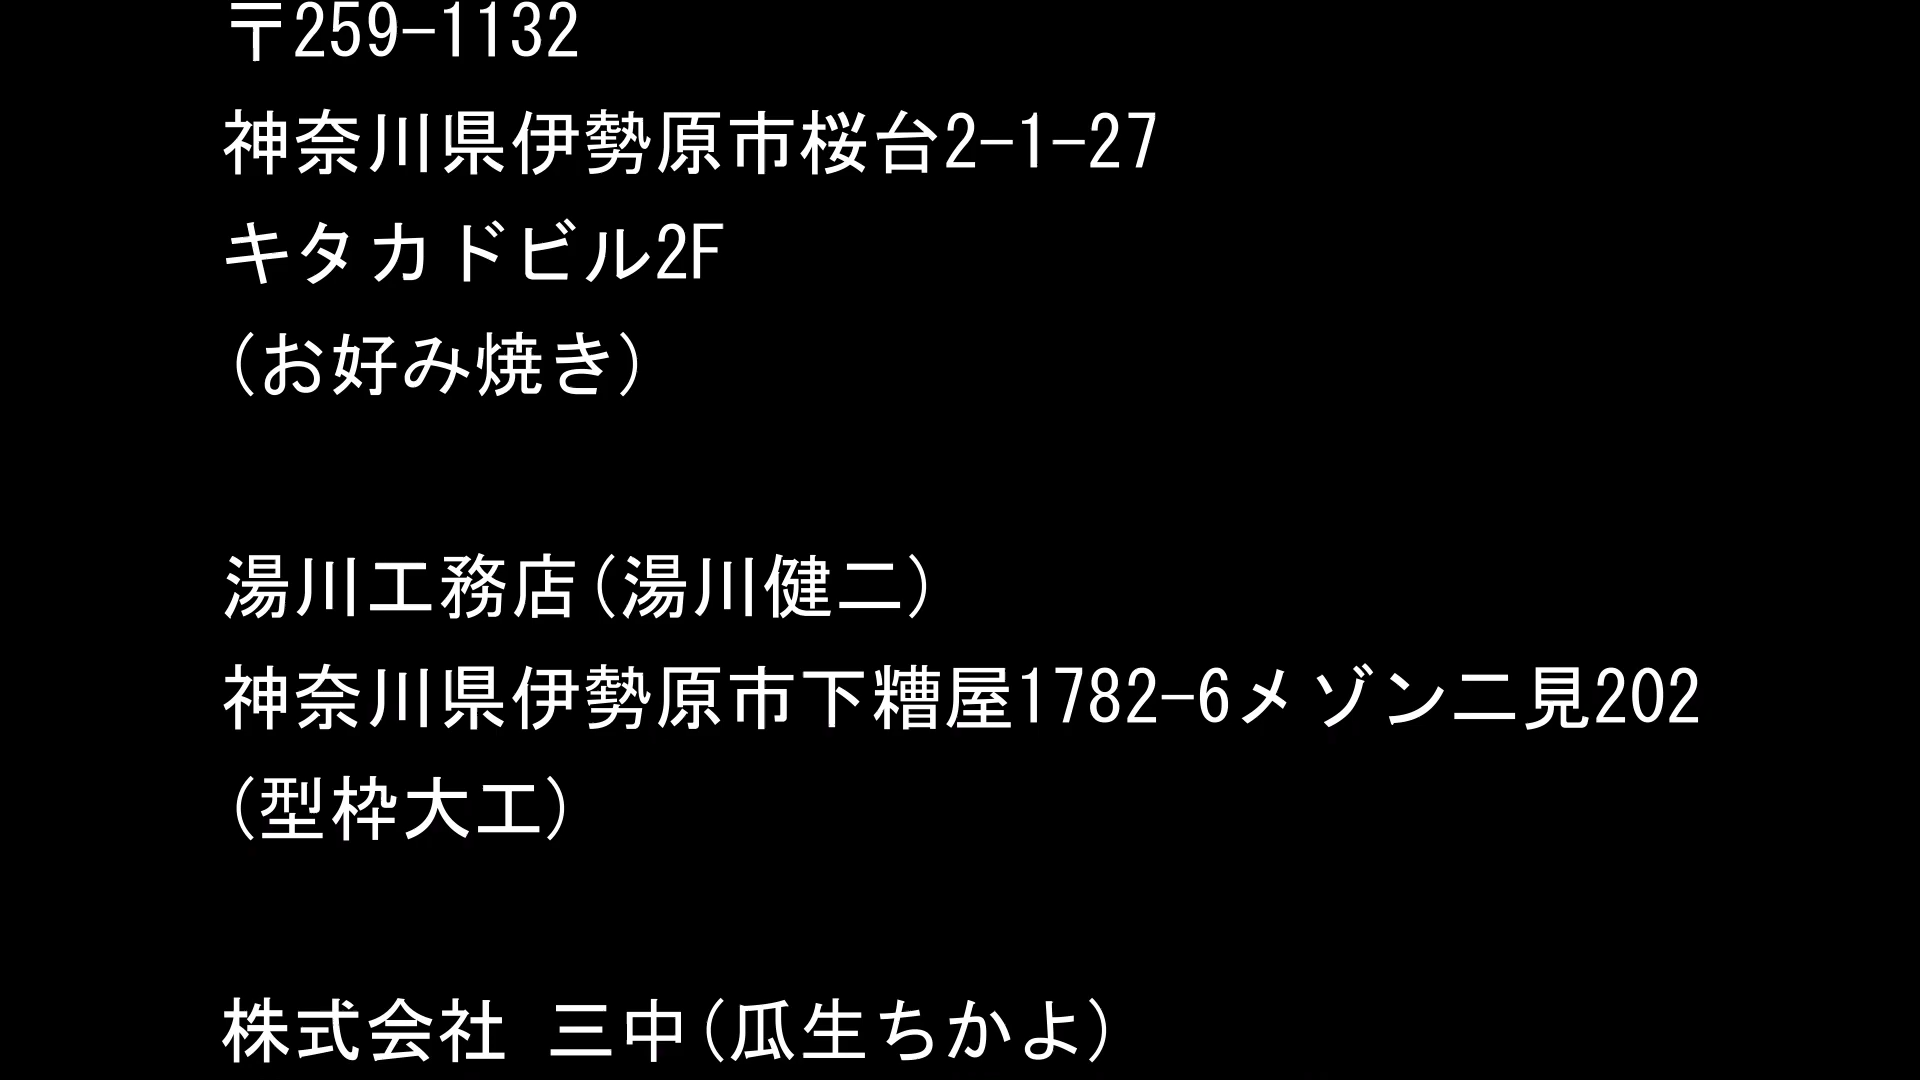 〒259-1132
神奈川県伊勢原市桜台2-1-27
キタカドビル2F
(お好み焼き)
湯川工務店(湯川健二)
神奈川県伊勢原市下糟屋1782-6メゾン二見202
(型枠大工)
株式会社 三中(瓜生ちかよ)